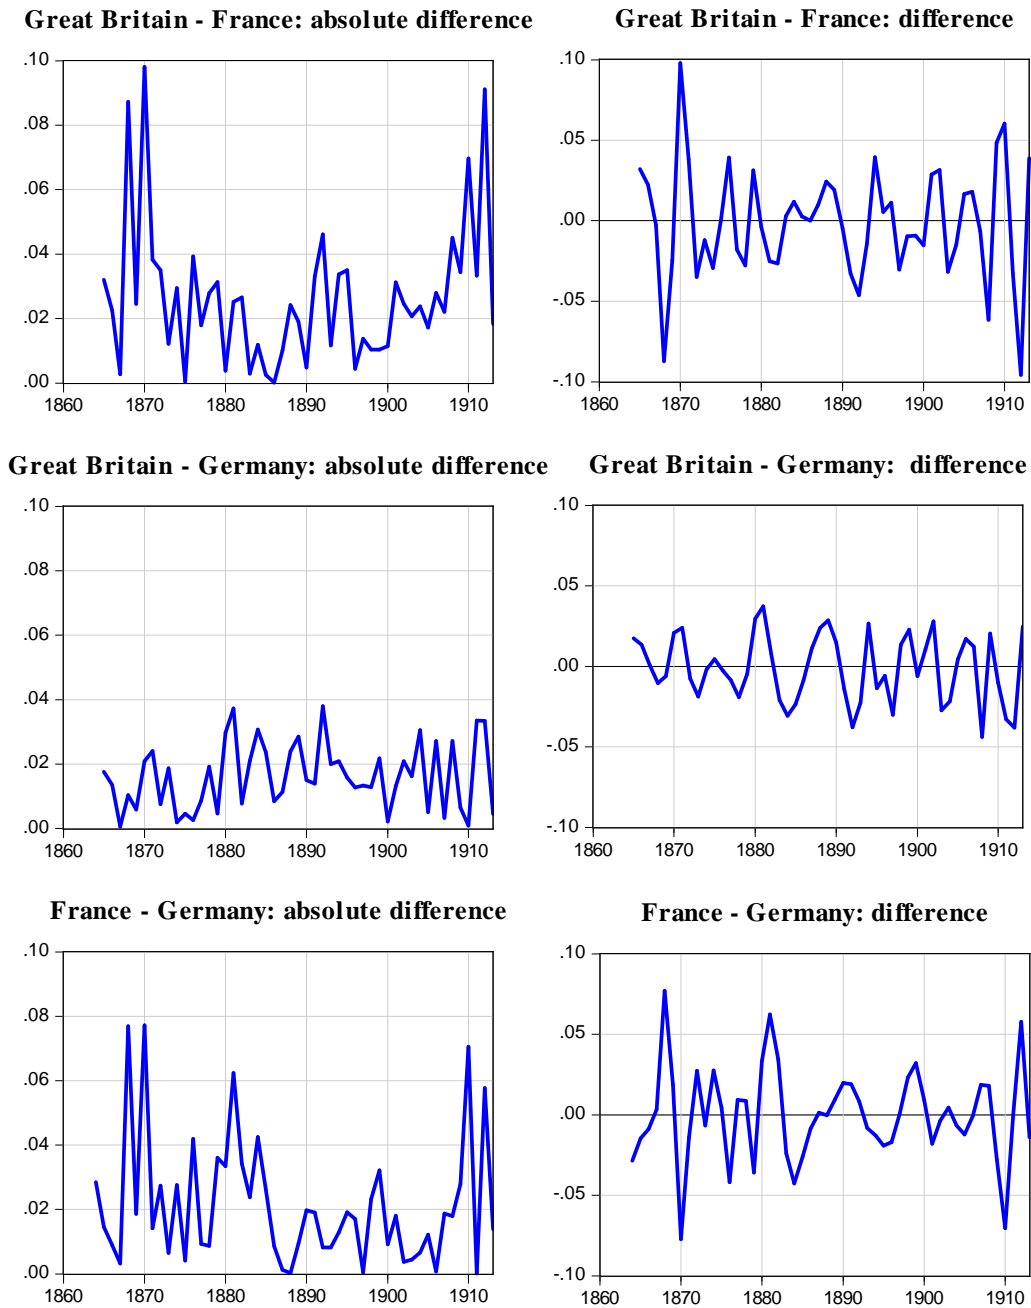 Great Britain - France: absolute difference
.10
.08
.06
.04
.02
.00
1860 1870 1880 1890 1900 1910
Great Britain - France: difference
.10
.05
.00
-.05
-.10
1860 1870 1880 1890 1900 1910
Great Britain - Germany: absolute difference
.10
.08
.06
.04
.02
.00
1860 1870 1880 1890 1900 1910
Great Britain - Germany: difference
.10
.05
.00
-.05
-.10
1860 1870 1880 1890 1900 1910
France - Germany: absolute difference
.10
.08
.06
.04
.02
.00
1860 1870 1880 1890 1900 1910
France - Germany: difference
.10
.05
.00
-.05
-.10
1860 1870 1880 1890 1900 1910